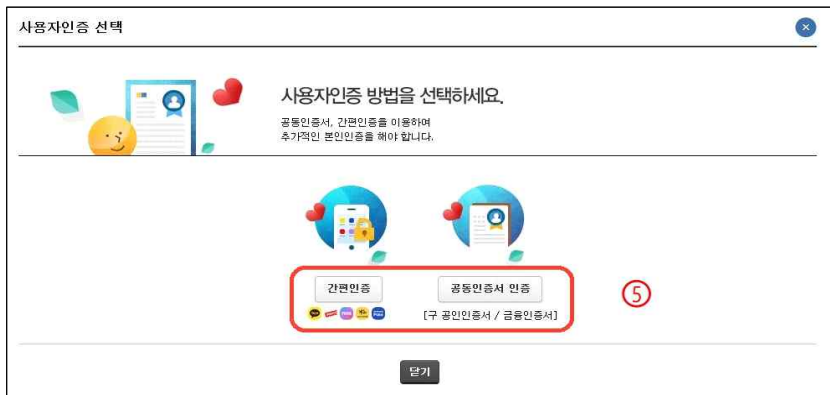 사용자인증 선택
사용자인증 방법을 선택하세요.
공동인증서, 간편인증을 이용하여
추가적인 본인인증을 해야 합니다.
간편인증
공동인증서 인증
⑤
[구 공인인증서 / 금융인증서]
닫기